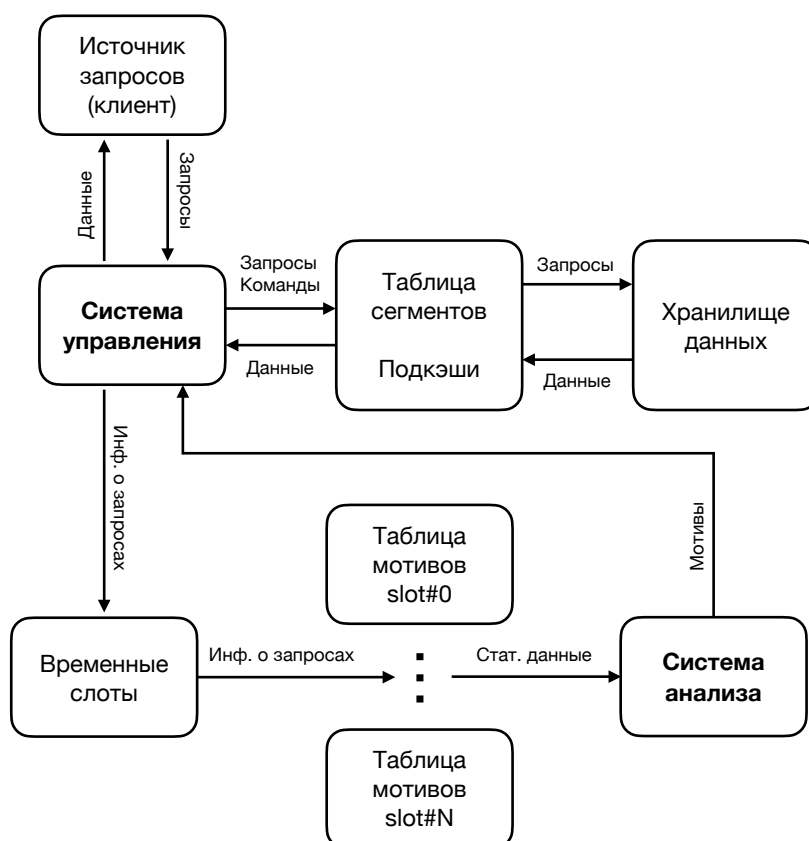 Источник
запросов
(клиент)
Данные
Запросы
Система
управления
Запросы
Команды
Данные
Таблица
сегментов
Подкэши
Запросы
Данные
Хранилище
данных
Инф. о запросах
Мотивы
Таблица
мотивов
slot#0
Временные
слоты
Инф. о запросах
Стат. данные
Система
анализа
Таблица
мотивов
slot#N